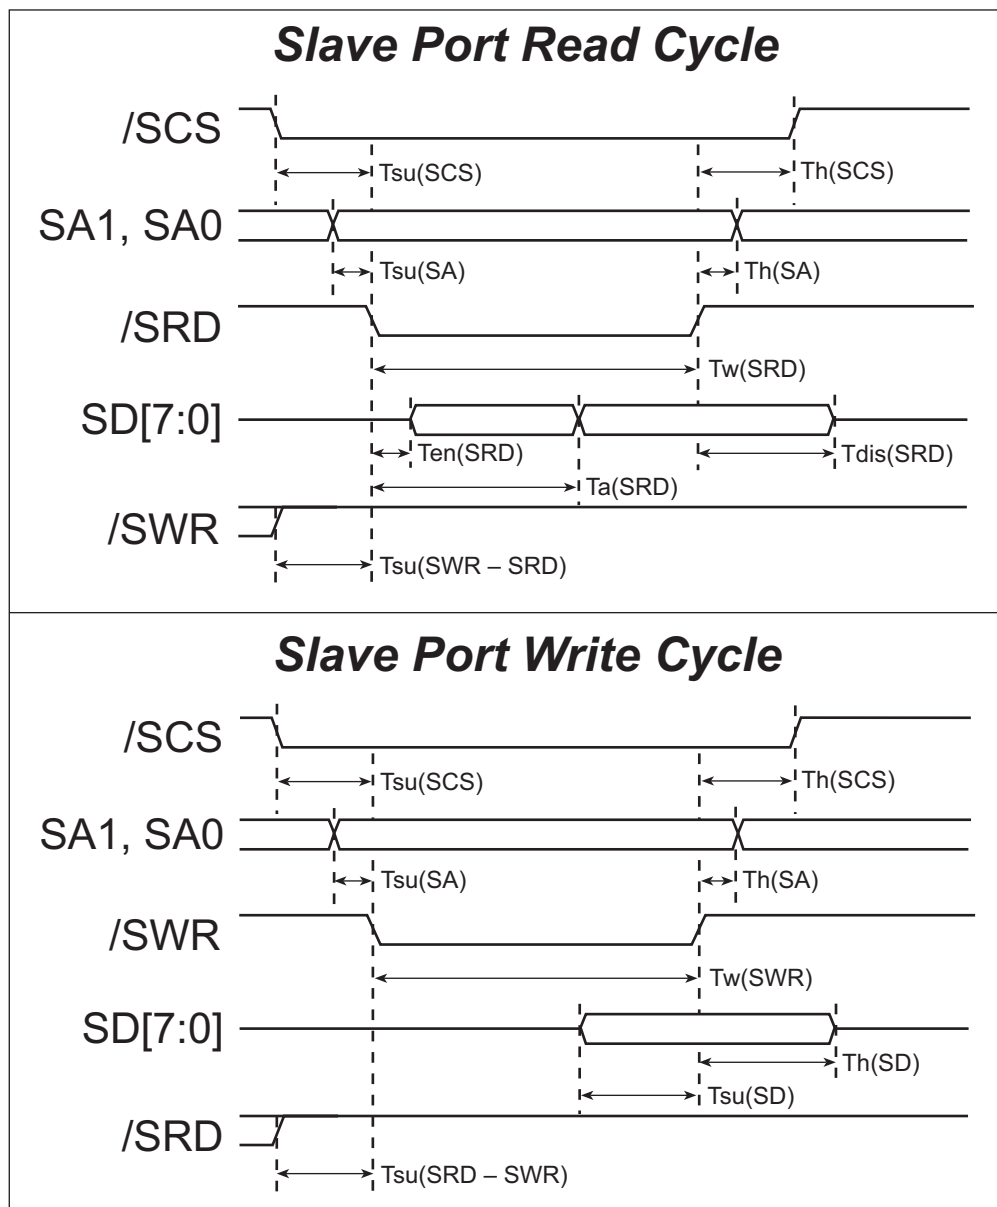 Slave Port Read Cycle
/SCS
Tsu(SCS)
Th(SCS)
SA1, SA0
Tsu(SA)
Th(SA)
/SRD
Tw(SRD)
SD[7:0]
Ten(SRD)
Tdis(SRD)
Ta(SRD)
/SWR
Tsu(SWR – SRD)
Slave Port Write Cycle
/SCS
Tsu(SCS)
Th(SCS)
SA1, SA0
Tsu(SA)
Th(SA)
/SWR
Tw(SWR)
SD[7:0]
Th(SD)
Tsu(SD)
/SRD
Tsu(SRD – SWR)